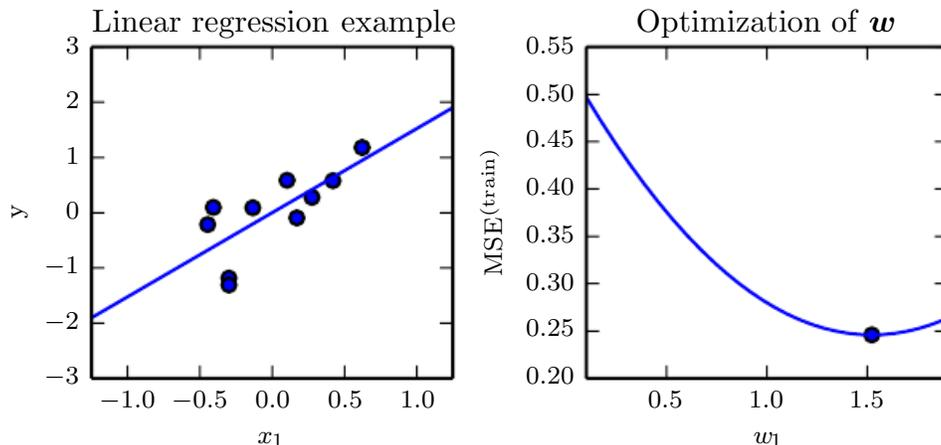 Linear regression example
3
2
1
0
−1
−2
−3
y
−1.0 −0.5 0.0 0.5 1.0
x₁
Optimization of w
0.55
0.50
0.45
0.40
0.35
0.30
0.25
0.20
MSE⁽ᵗʳᵃⁱⁿ⁾
0.5 1.0 1.5
w₁